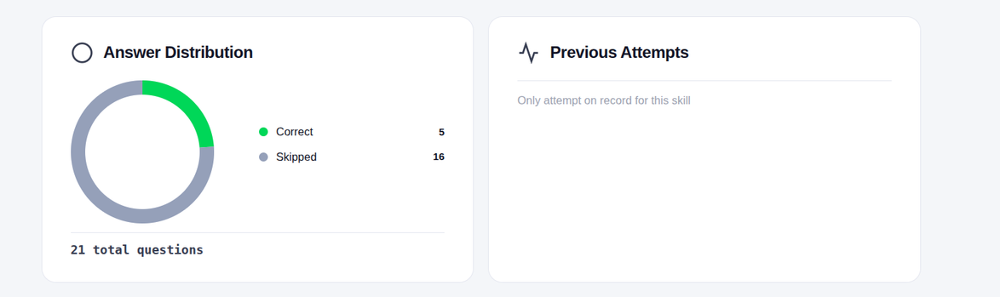 Answer Distribution
Correct 5
Skipped 16
21 total questions
Previous Attempts
Only attempt on record for this skill